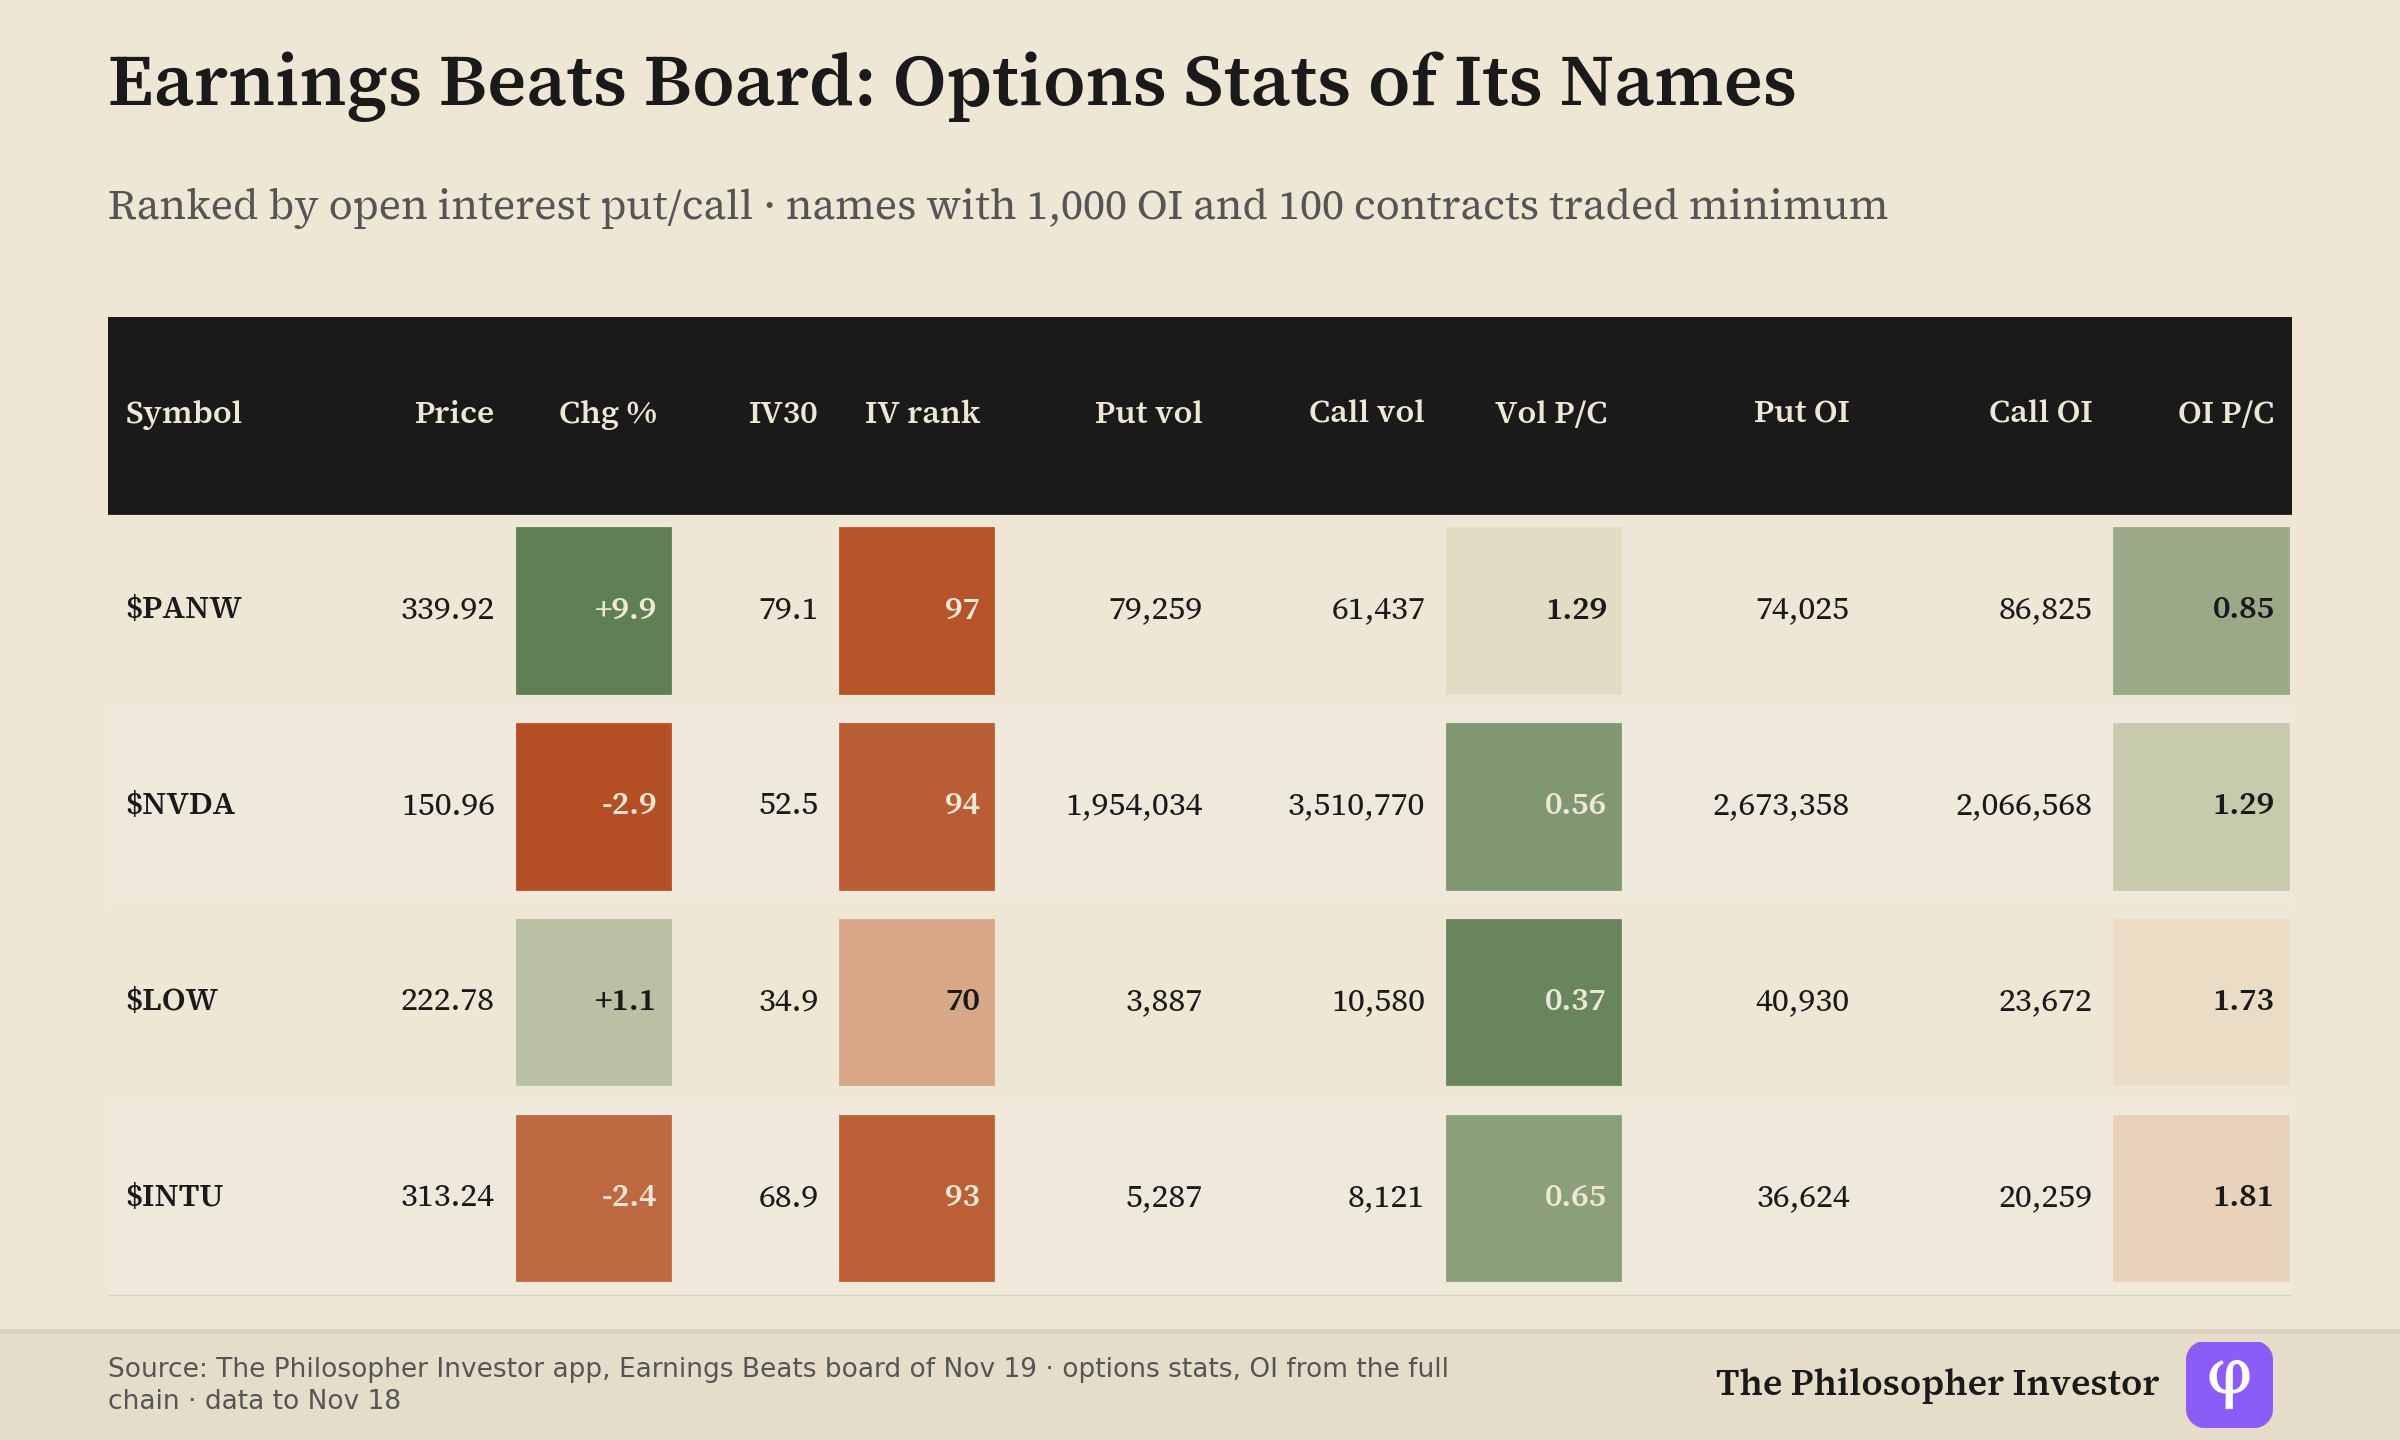 Earnings Beats Board: Options Stats of Its Names
Ranked by open interest put/call · names with 1,000 OI and 100 contracts traded minimum
Symbol Price Chg % IV30 IV rank Put vol Call vol Vol P/C Put OI Call OI OI P/C
$PANW 339.92 +9.9 79.1 97 79,259 61,437 1.29 74,025 86,825 0.85
$NVDA 150.96 -2.9 52.5 94 1,954,034 3,510,770 0.56 2,673,358 2,066,568 1.29
$LOW 222.78 +1.1 34.9 70 3,887 10,580 0.37 40,930 23,672 1.73
$INTU 313.24 -2.4 68.9 93 5,287 8,121 0.65 36,624 20,259 1.81
Source: The Philosopher Investor app, Earnings Beats board of Nov 19 · options stats, OI from the full
chain · data to Nov 18
The Philosopher Investor φ